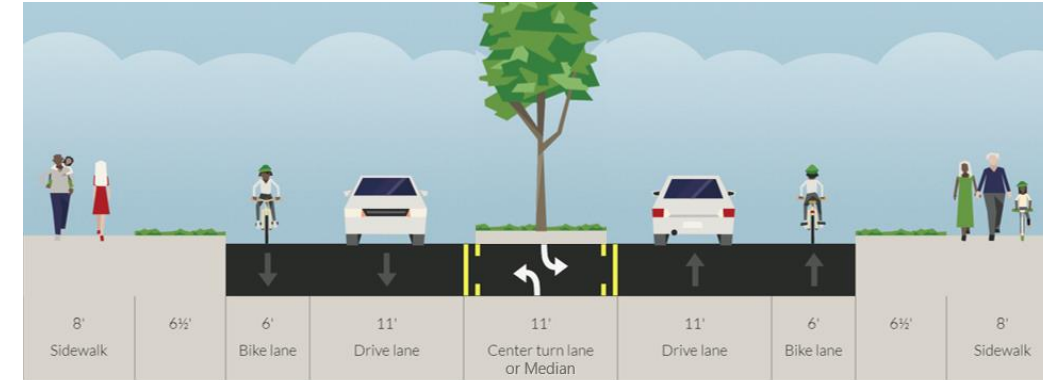 8' 6½' 6' 11' 11' 11' 6' 6½' 8'
Sidewalk Bike lane Drive lane Center turn lane Drive lane Bike lane Sidewalk
or Median